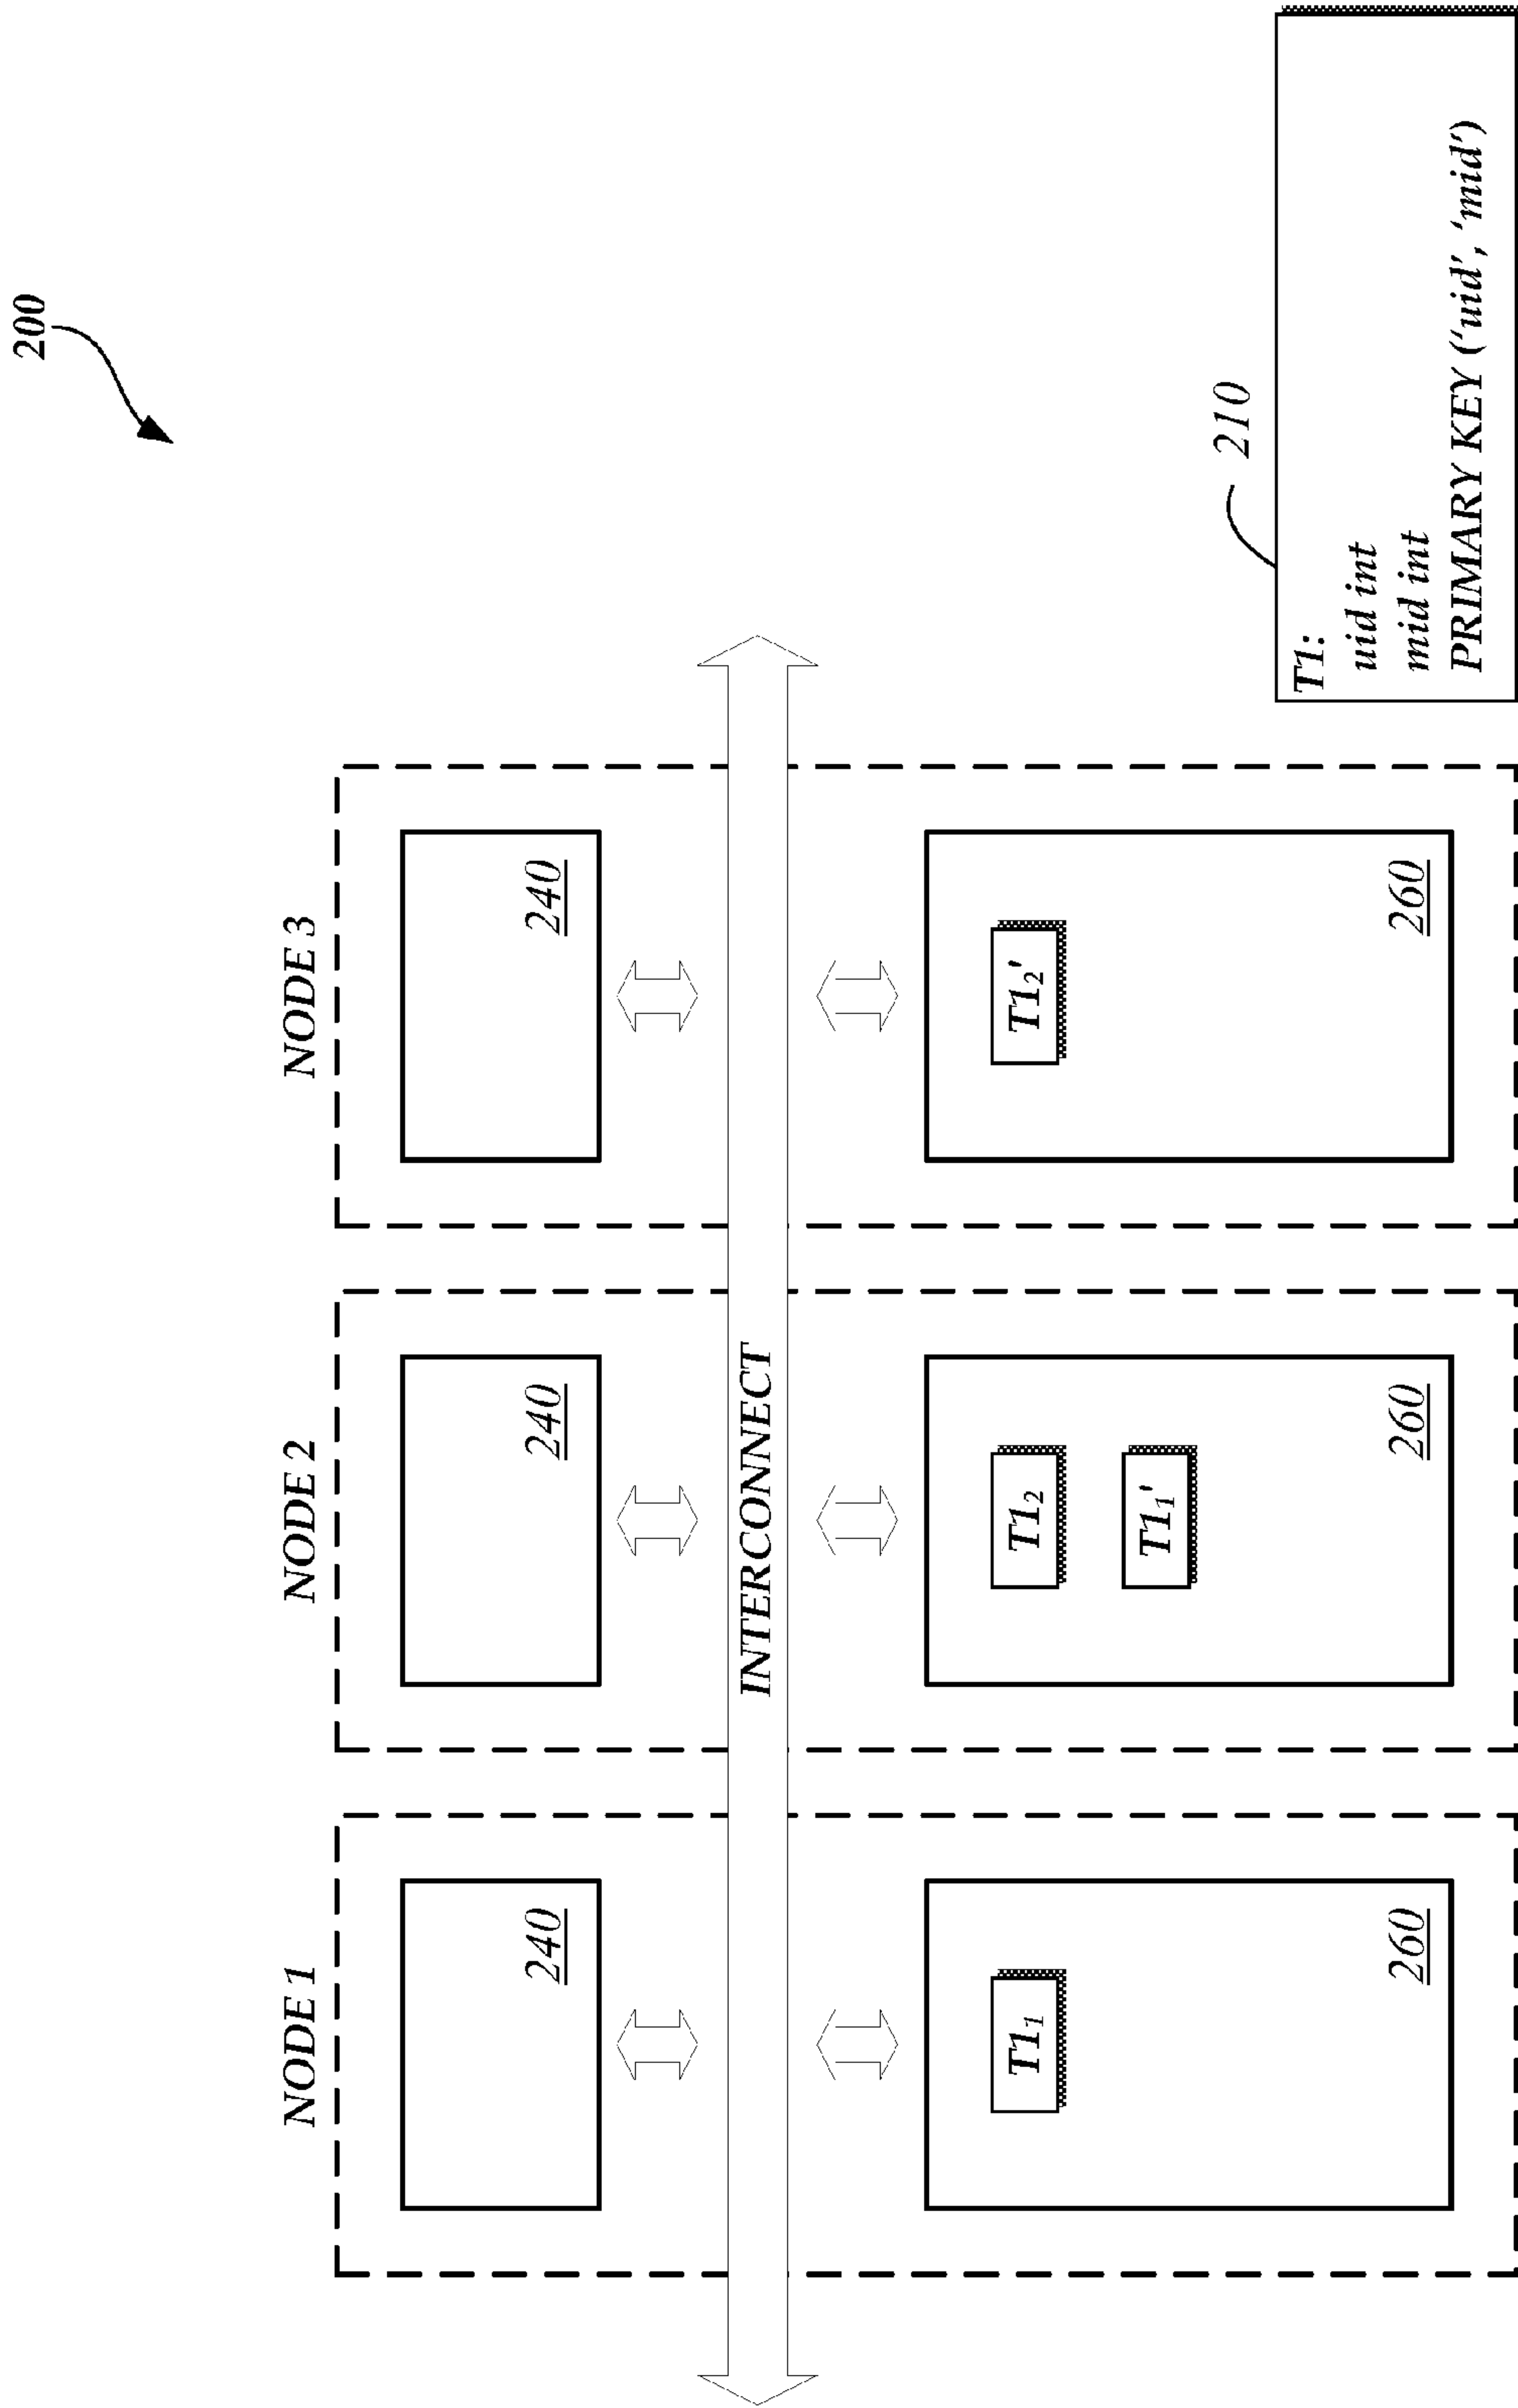 200
NODE 1
NODE 2
NODE 3
240
240
240
INTERCONNECT
T1₁
T1₂
T1₂'
T1₁'
260
260
260
210
T1:
uid int
mid int
PRIMARY KEY ('uid', 'mid')